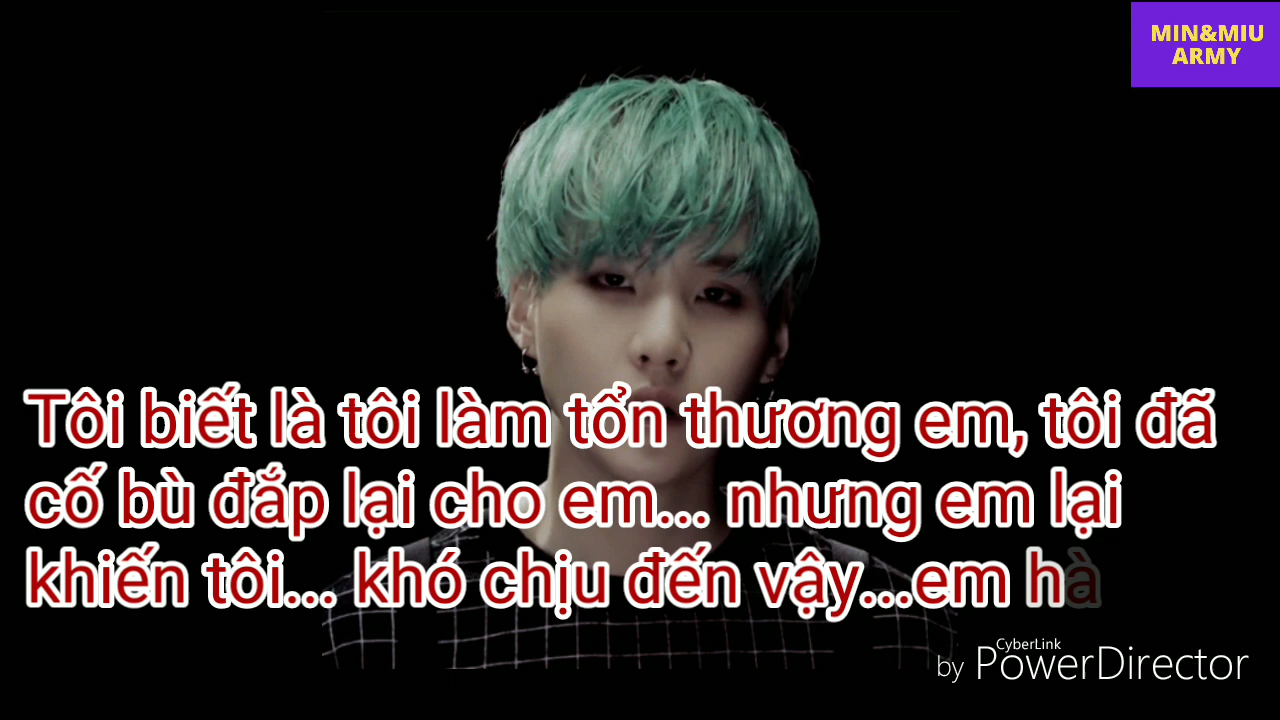 MIN&MIU
ARMY
Tôi biết là tôi làm tổn thương em, tôi đã
cố bù đắp lại cho em... nhưng em lại
khiến tôi... khó chịu đến vậy...em hà
CyberLink
by PowerDirector